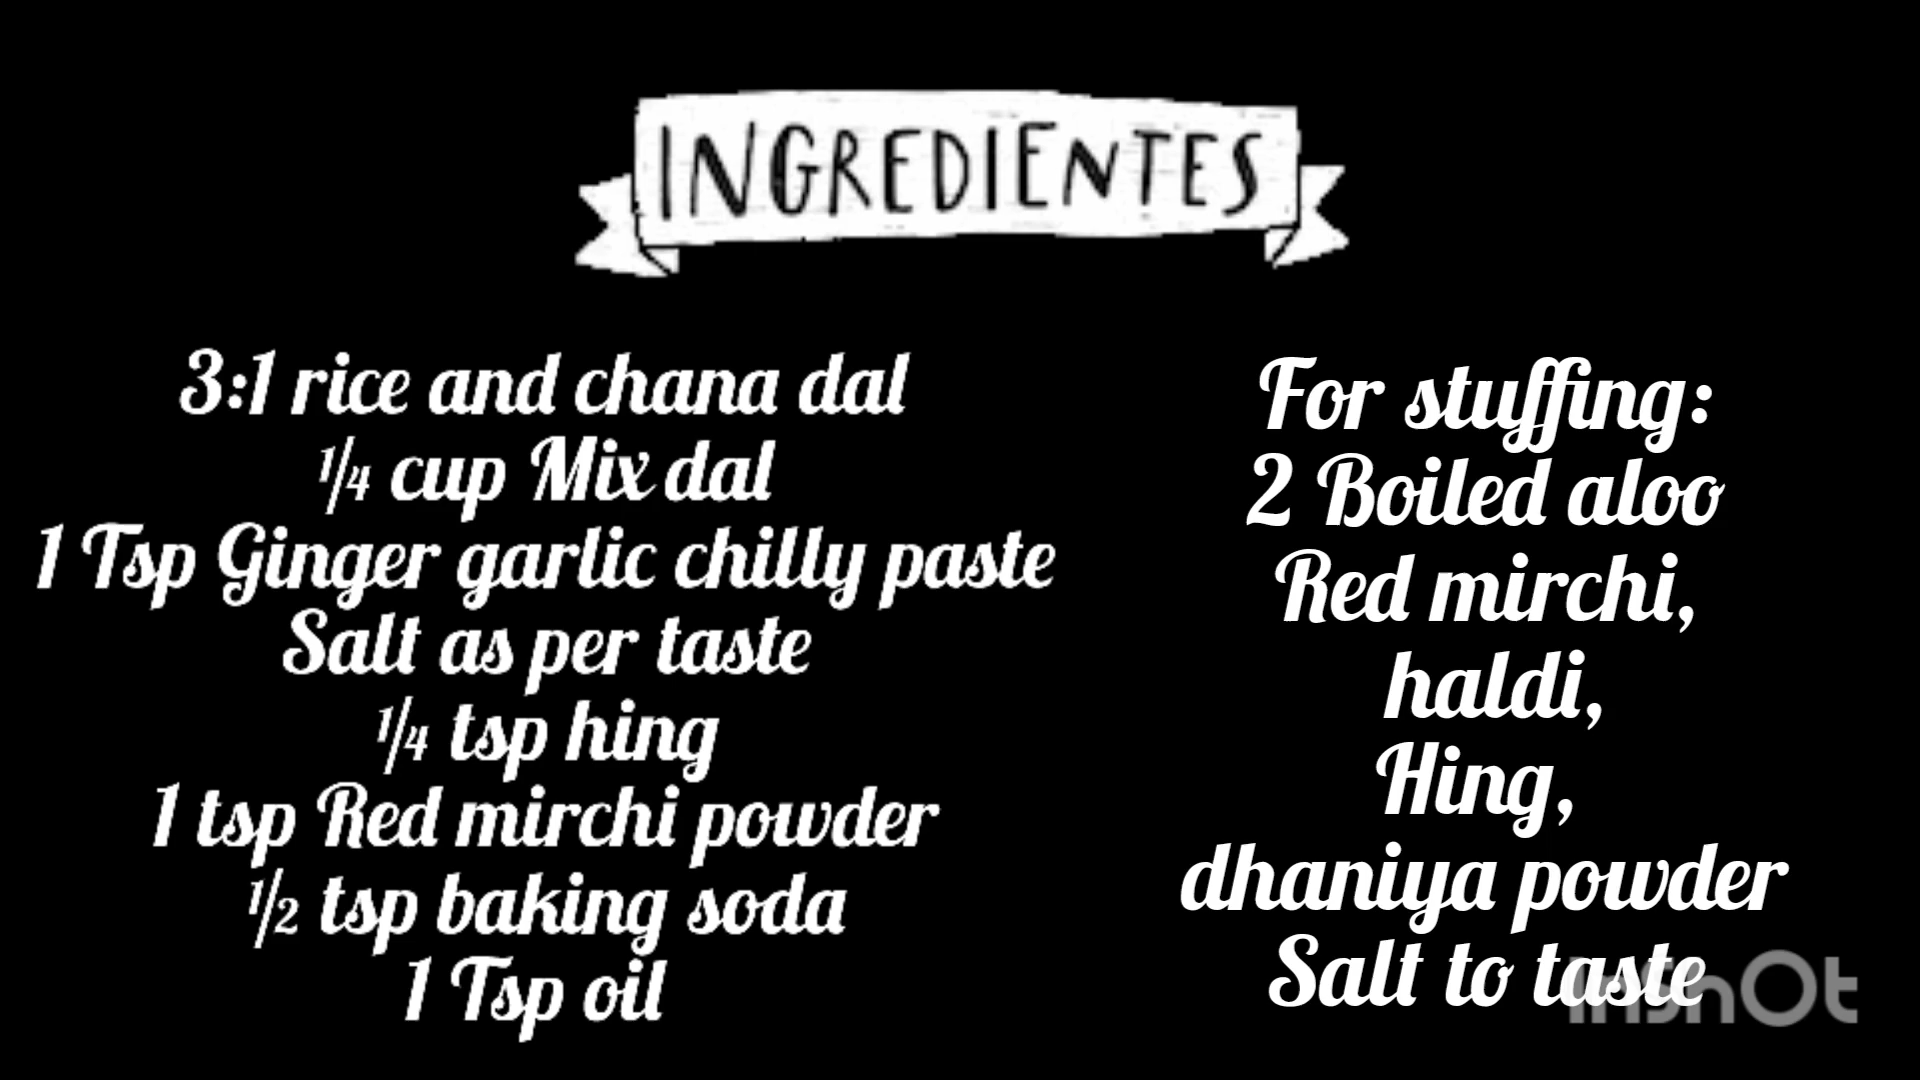 INGREDIENTES
3:1 rice and chana dal
¼ cup Mix dal
1 Tsp Ginger garlic chilly paste
Salt as per taste
¼ tsp hing
1 tsp Red mirchi powder
½ tsp baking soda
1 Tsp oil
For stuffing:
2 Boiled aloo
Red mirchi,
haldi,
Hing,
dhaniya powder
Salt to taste
InShOt